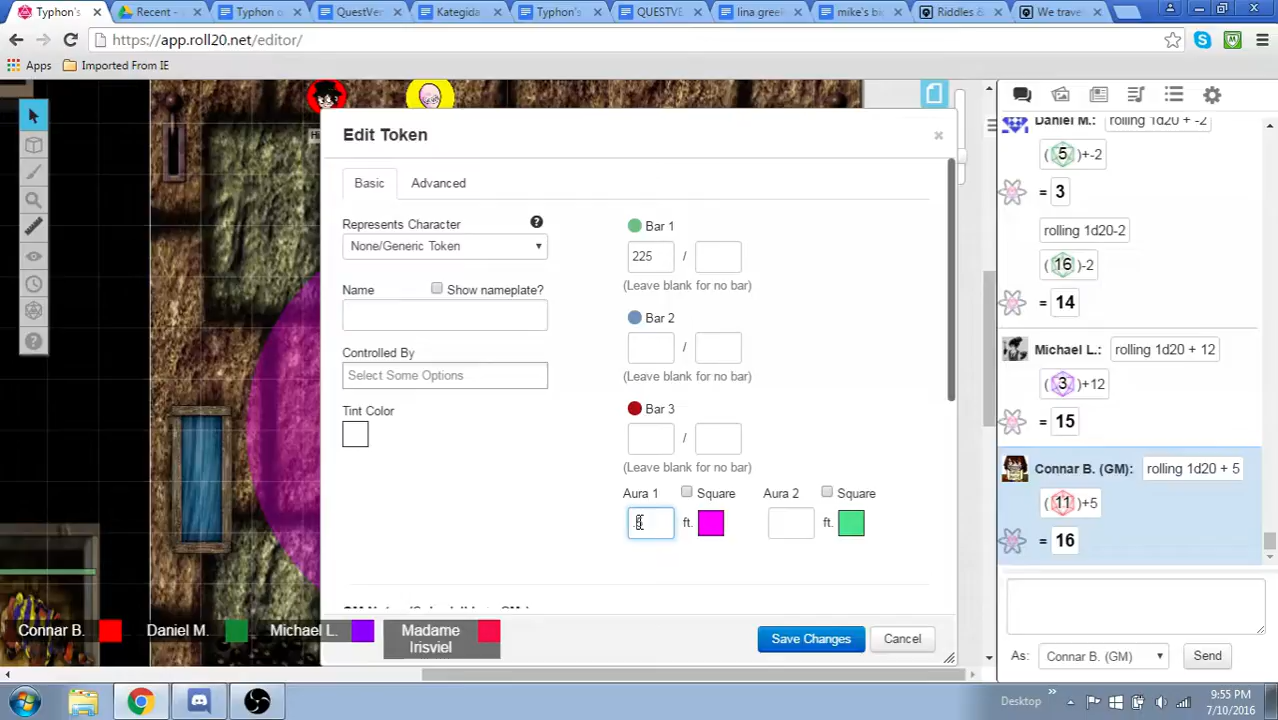 Typhon's
Recent -
Typhon o
QuestVer
Kategida
Typhon's
QUESTVE
lina gree
mike's bi
Riddles &
We trave
https://app.roll20.net/editor/
Apps
Imported From IE
Edit Token
Basic
Advanced
Represents Character
None/Generic Token
Name
Show nameplate?
Controlled By
Select Some Options
Tint Color
Bar 1
225 /
(Leave blank for no bar)
Bar 2
/
(Leave blank for no bar)
Bar 3
/
(Leave blank for no bar)
Aura 1
Square
Aura 2
Square
ft.
ft.
Save Changes
Cancel
Connar B.
Daniel M.
Michael L.
Madame
Irisviel
Daniel M.: rolling 1d20 + -2
(5)+-2
= 3
rolling 1d20-2
(16)-2
= 14
Michael L.: rolling 1d20 + 12
(3)+12
= 15
Connar B. (GM): rolling 1d20 + 5
(11)+5
= 16
As: Connar B. (GM)
Send
Desktop
9:55 PM
7/10/2016